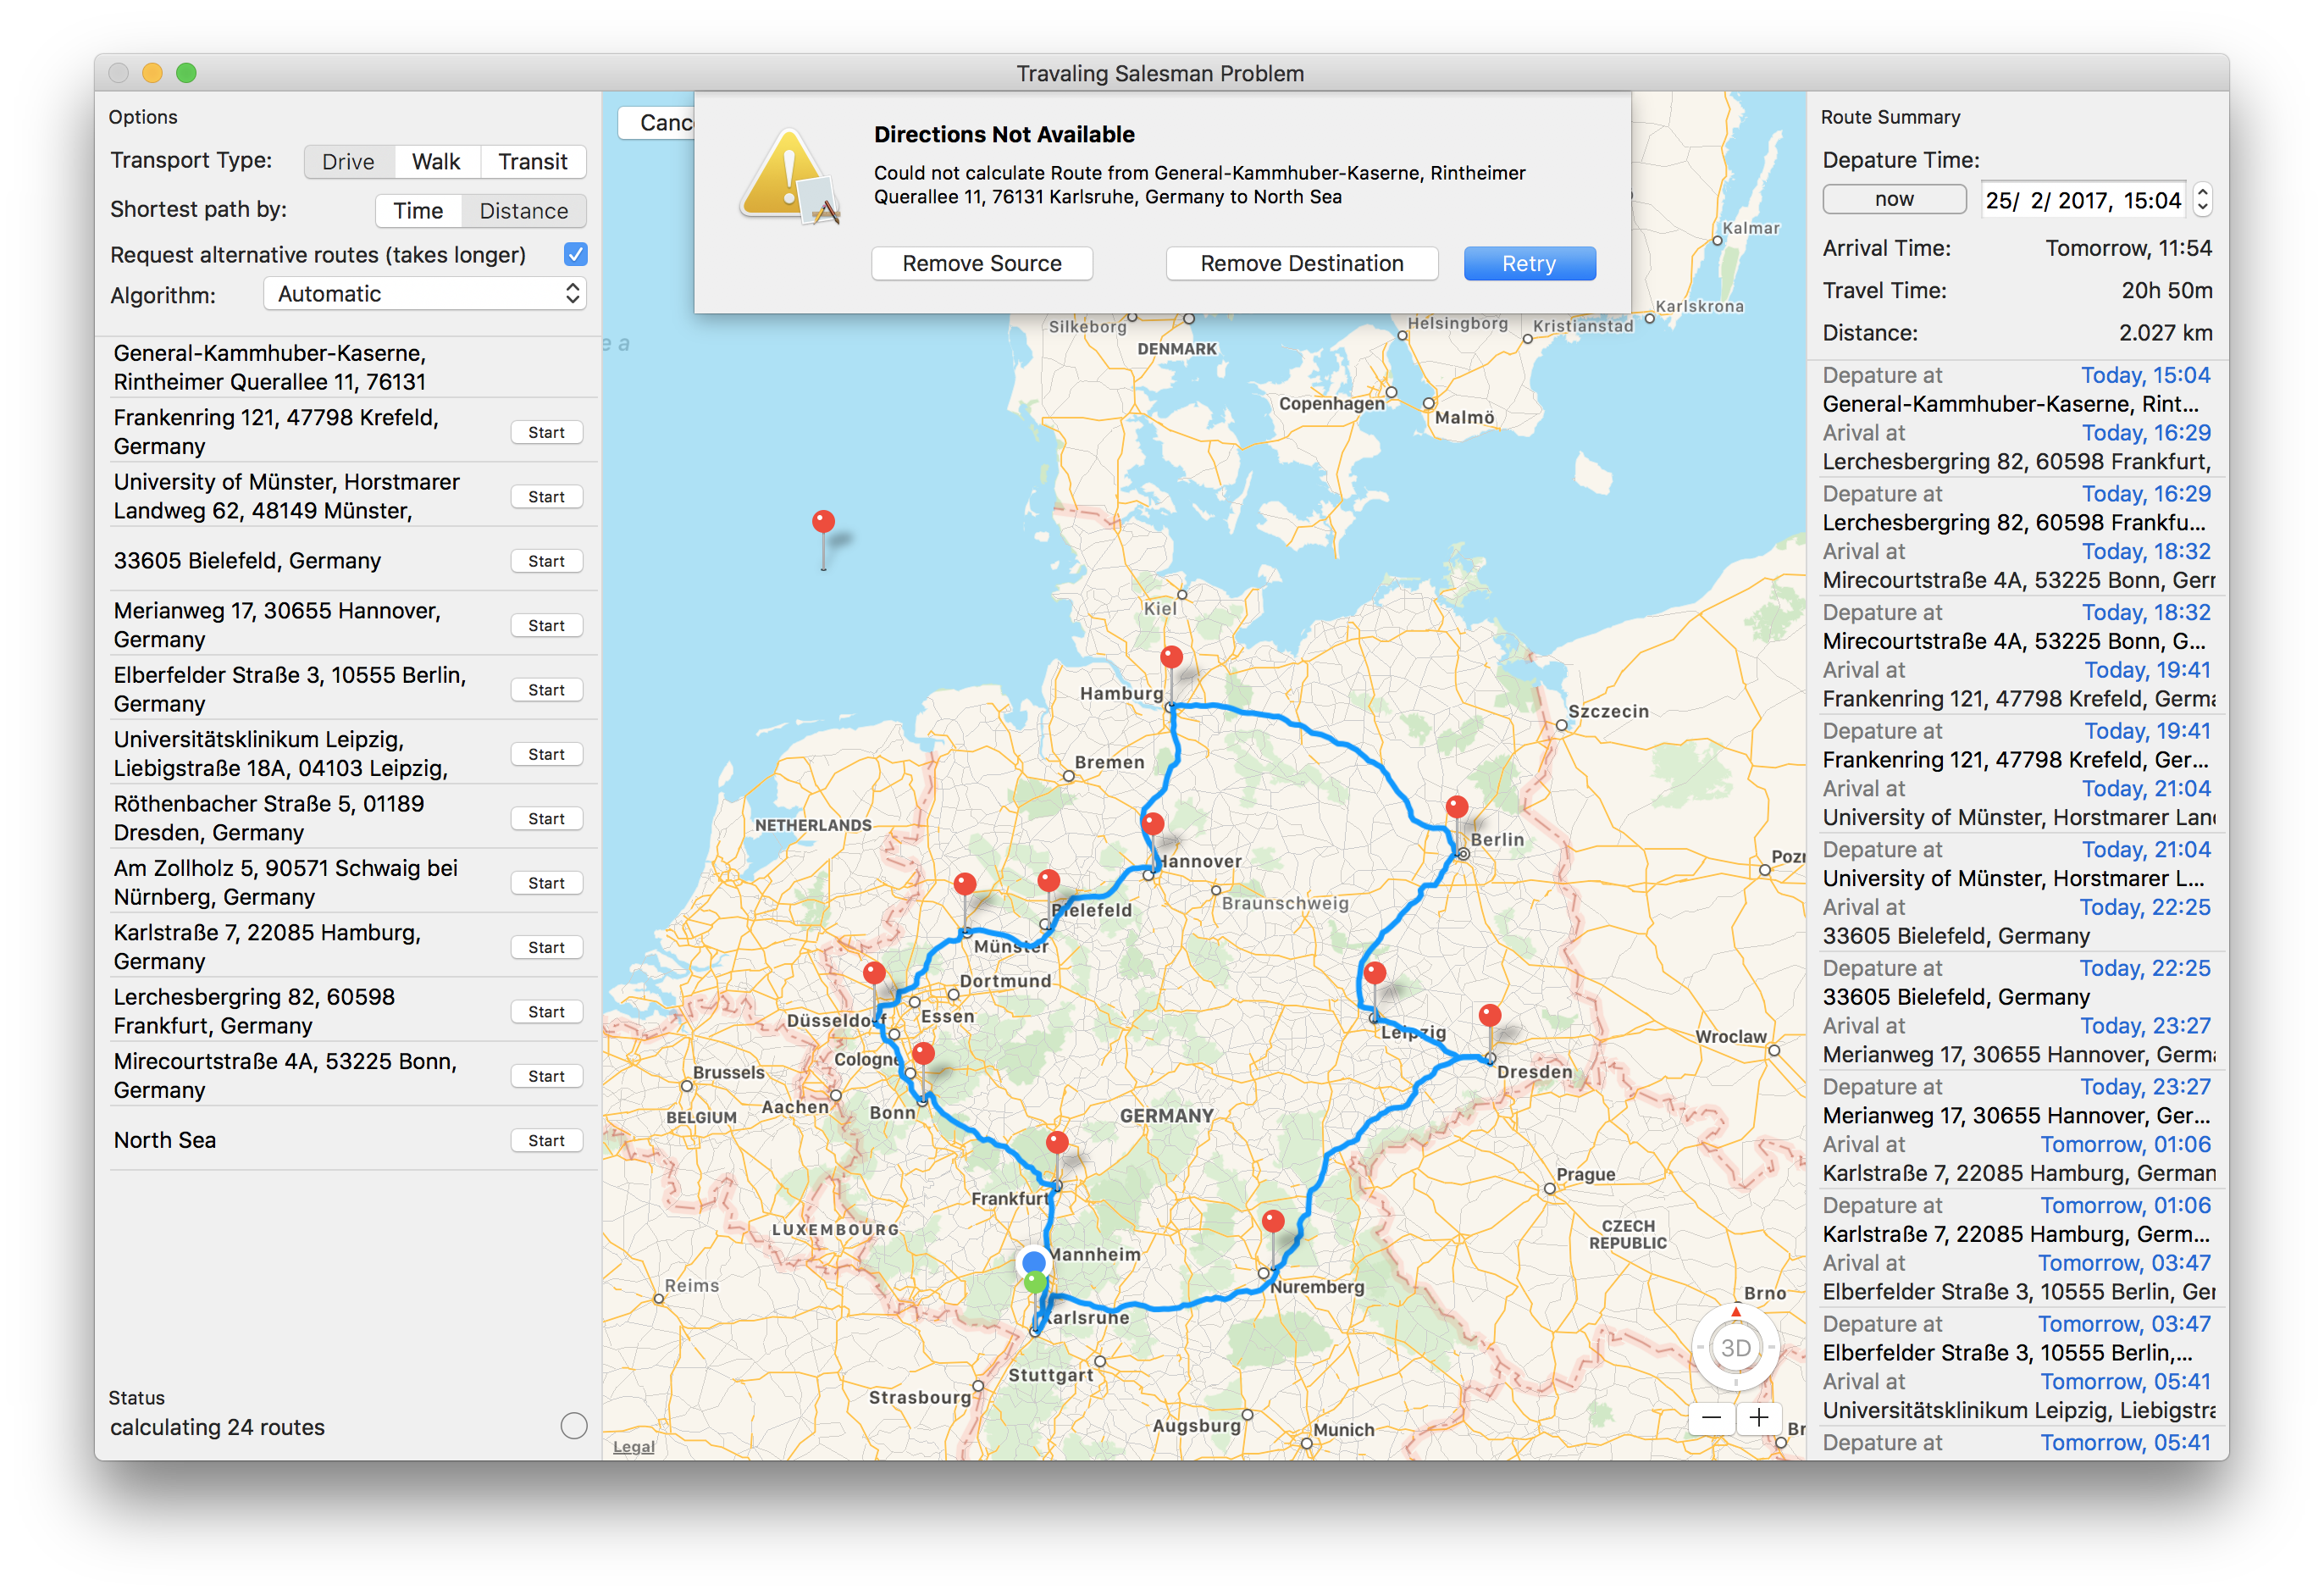 Travaling Salesman Problem
Options
Transport Type:
Drive
Walk
Transit
Shortest path by:
Time
Distance
Request alternative routes (takes longer)
Algorithm:
Automatic
General-Kammhuber-Kaserne,
Rintheimer Querallee 11, 76131
Frankenring 121, 47798 Krefeld,
Germany
Start
University of Münster, Horstmarer
Landweg 62, 48149 Münster,
Start
33605 Bielefeld, Germany
Start
Merianweg 17, 30655 Hannover,
Germany
Start
Elberfelder Straße 3, 10555 Berlin,
Germany
Start
Universitätsklinikum Leipzig,
Liebigstraße 18A, 04103 Leipzig,
Start
Röthenbacher Straße 5, 01189
Dresden, Germany
Start
Am Zollholz 5, 90571 Schwaig bei
Nürnberg, Germany
Start
Karlstraße 7, 22085 Hamburg,
Germany
Start
Lerchesbergring 82, 60598
Frankfurt, Germany
Start
Mirecourtstraße 4A, 53225 Bonn,
Germany
Start
North Sea
Start
Status
calculating 24 routes
Canc
Directions Not Available
Could not calculate Route from General-Kammhuber-Kaserne, Rintheimer
Querallee 11, 76131 Karlsruhe, Germany to North Sea
Remove Source
Remove Destination
Retry
Kalmar
Karlskrona
Silkeborg
Helsingborg
Kristianstad
DENMARK
e a
Copenhagen
Malmö
Kiel
Hamburg
Szczecin
Bremen
NETHERLANDS
Berlin
Hannover
Pozr
Braunschweig
Bielefeld
Münster
Dortmund
Düsseldorf
Essen
Leipzig
Wroclaw
Cologne
Brussels
Dresden
Aachen
Bonn
BELGIUM
GERMANY
Prague
Frankfurt
LUXEMBOURG
CZECH
REPUBLIC
Mannheim
Reims
Nuremberg
Brno
Karlsruhe
3D
Stuttgart
Strasbourg
Augsburg
Munich
Br
Legal
Route Summary
Depature Time:
now
25/ 2/ 2017, 15:04
Arrival Time:
Tomorrow, 11:54
Travel Time:
20h 50m
Distance:
2.027 km
Depature at
Today, 15:04
General-Kammhuber-Kaserne, Rint...
Arival at
Today, 16:29
Lerchesbergring 82, 60598 Frankfurt,
Depature at
Today, 16:29
Lerchesbergring 82, 60598 Frankfu...
Arival at
Today, 18:32
Mirecourtstraße 4A, 53225 Bonn, Gerr
Depature at
Today, 18:32
Mirecourtstraße 4A, 53225 Bonn, G...
Arival at
Today, 19:41
Frankenring 121, 47798 Krefeld, Germa
Depature at
Today, 19:41
Frankenring 121, 47798 Krefeld, Ger...
Arival at
Today, 21:04
University of Münster, Horstmarer Lan
Depature at
Today, 21:04
University of Münster, Horstmarer L...
Arival at
Today, 22:25
33605 Bielefeld, Germany
Depature at
Today, 22:25
33605 Bielefeld, Germany
Arival at
Today, 23:27
Merianweg 17, 30655 Hannover, Germa
Depature at
Today, 23:27
Merianweg 17, 30655 Hannover, Ger...
Arival at
Tomorrow, 01:06
Karlstraße 7, 22085 Hamburg, German
Depature at
Tomorrow, 01:06
Karlstraße 7, 22085 Hamburg, Germ...
Arival at
Tomorrow, 03:47
Elberfelder Straße 3, 10555 Berlin, Ger
Depature at
Tomorrow, 03:47
Elberfelder Straße 3, 10555 Berlin,...
Arival at
Tomorrow, 05:41
Universitätsklinikum Leipzig, Liebigstra
Depature at
Tomorrow, 05:41